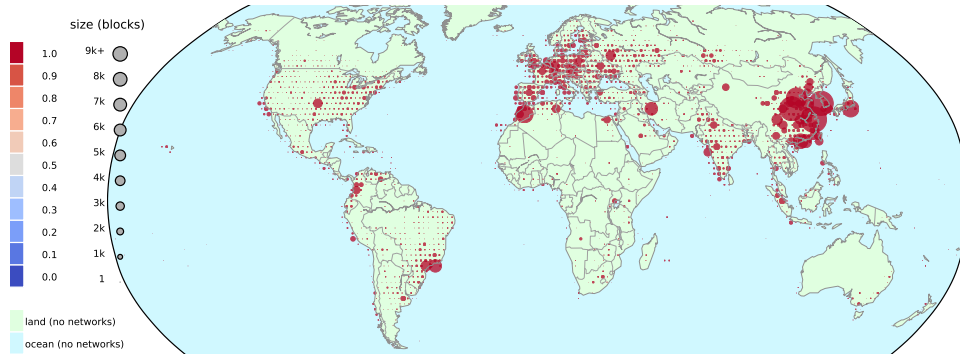 size (blocks)
1.0 9k+
0.9 8k
0.8 7k
0.7 6k
0.6 5k
0.5 4k
0.4 3k
0.3 2k
0.2 1k
0.1 1
0.0
land (no networks)
ocean (no networks)